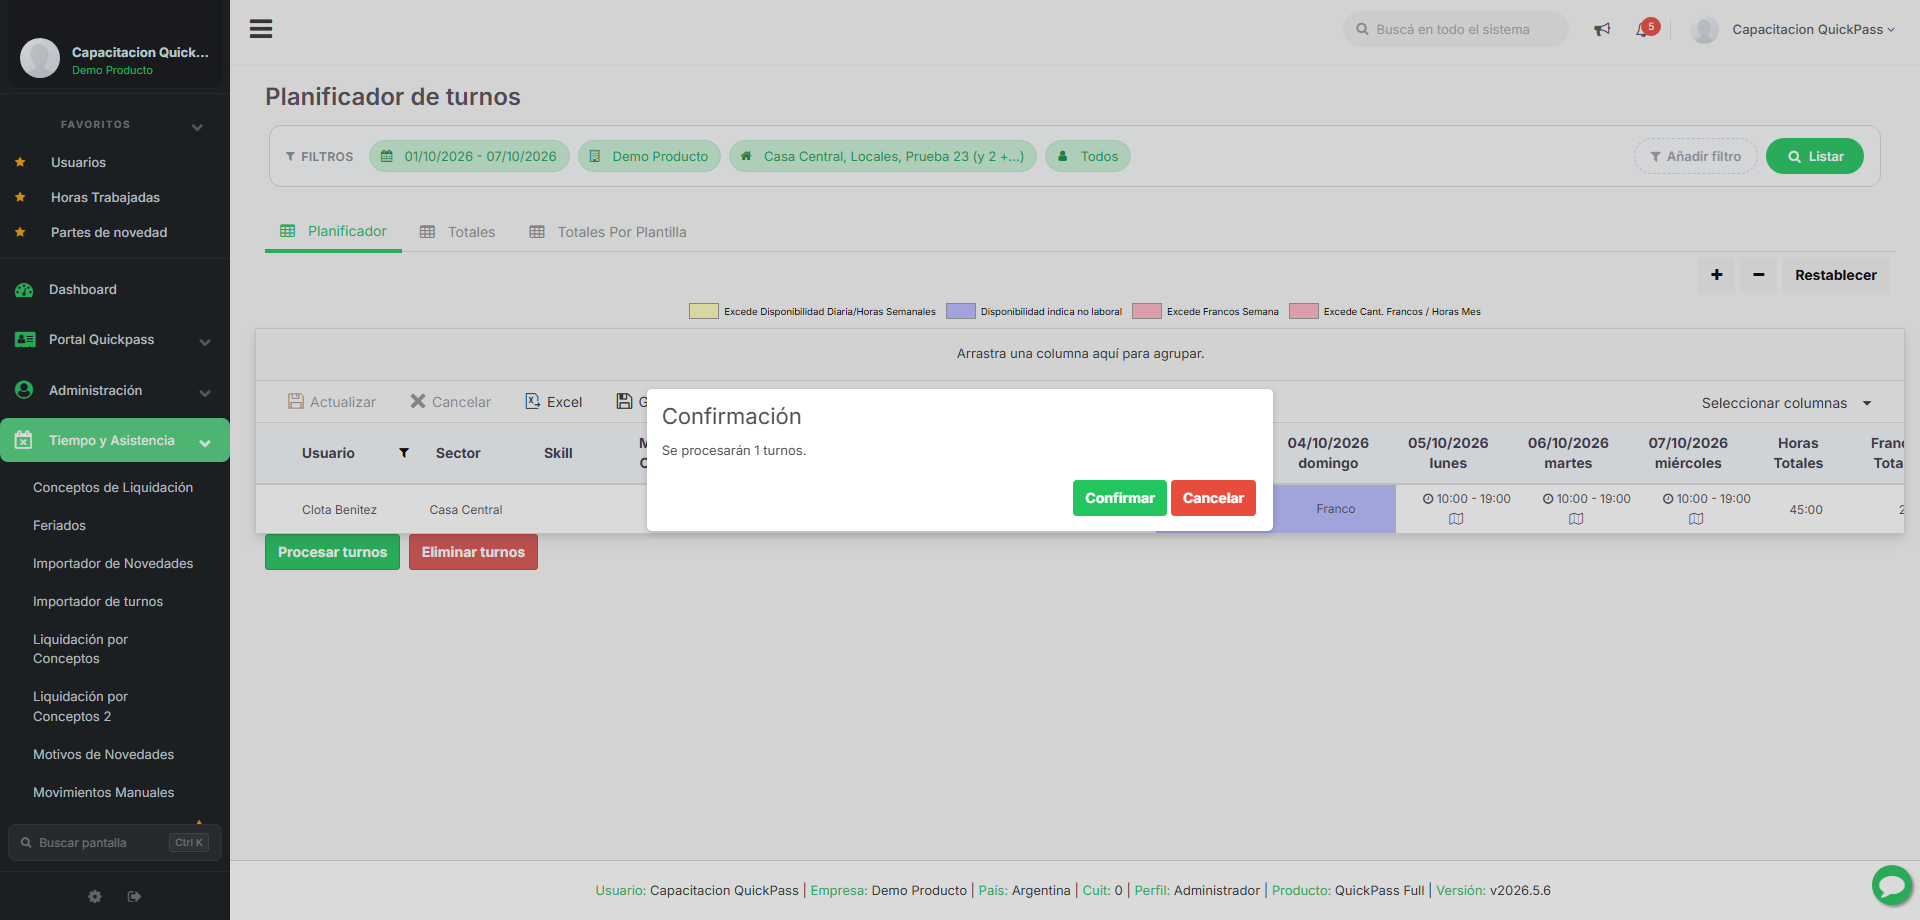 Capacitacion Quick...
Demo Producto
FAVORITOS
Usuarios
Horas Trabajadas
Partes de novedad
Dashboard
Portal Quickpass
Administración
Tiempo y Asistencia
Conceptos de Liquidación
Feriados
Importador de Novedades
Importador de turnos
Liquidación por
Conceptos
Liquidación por
Conceptos 2
Motivos de Novedades
Movimientos Manuales
Buscar pantalla
Ctrl K
Buscá en todo el sistema
5
Capacitacion QuickPass
Planificador de turnos
FILTROS
01/10/2026 - 07/10/2026
Demo Producto
Casa Central, Locales, Prueba 23 (y 2 +...)
Todos
Añadir filtro
Listar
Planificador
Totales
Totales Por Plantilla
+
-
Restablecer
Excede Disponibilidad Diaria/Horas Semanales
Disponibilidad indica no laboral
Excede Francos Semana
Excede Cant. Francos / Horas Mes
Arrastra una columna aquí para agrupar.
Actualizar
Cancelar
Excel
Seleccionar columnas
Usuario
Sector
Skill
04/10/2026
domingo
05/10/2026
lunes
06/10/2026
martes
07/10/2026
miércoles
Horas
Totales
Clota Benitez
Casa Central
Franco
10:00 - 19:00
10:00 - 19:00
10:00 - 19:00
45:00
Confirmación
Se procesarán 1 turnos.
Confirmar
Cancelar
Procesar turnos
Eliminar turnos
Usuario: Capacitacion QuickPass | Empresa: Demo Producto | País: Argentina | Cuit: 0 | Perfil: Administrador | Producto: QuickPass Full | Versión: v2026.5.6